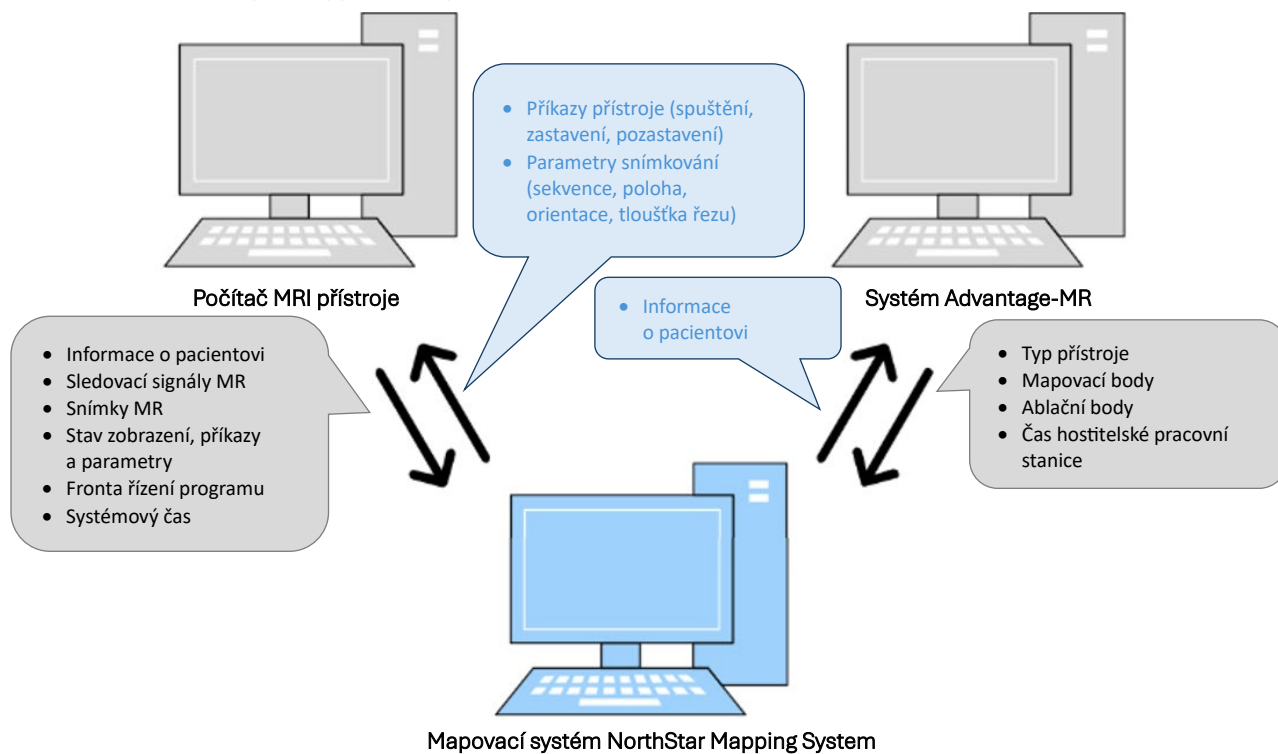 • Příkazy přístroje (spuštění,
zastavení, pozastavení)
• Parametry snímkování
(sekvence, poloha,
orientace, tloušťka řezu)
Počítač MRI přístroje
• Informace
o pacientovi
Systém Advantage-MR
• Informace o pacientovi
• Sledovací signály MR
• Snímky MR
• Stav zobrazení, příkazy
a parametry
• Fronta řízení programu
• Systémový čas
• Typ přístroje
• Mapovací body
• Ablační body
• Čas hostitelské pracovní
stanice
Mapovací systém NorthStar Mapping System